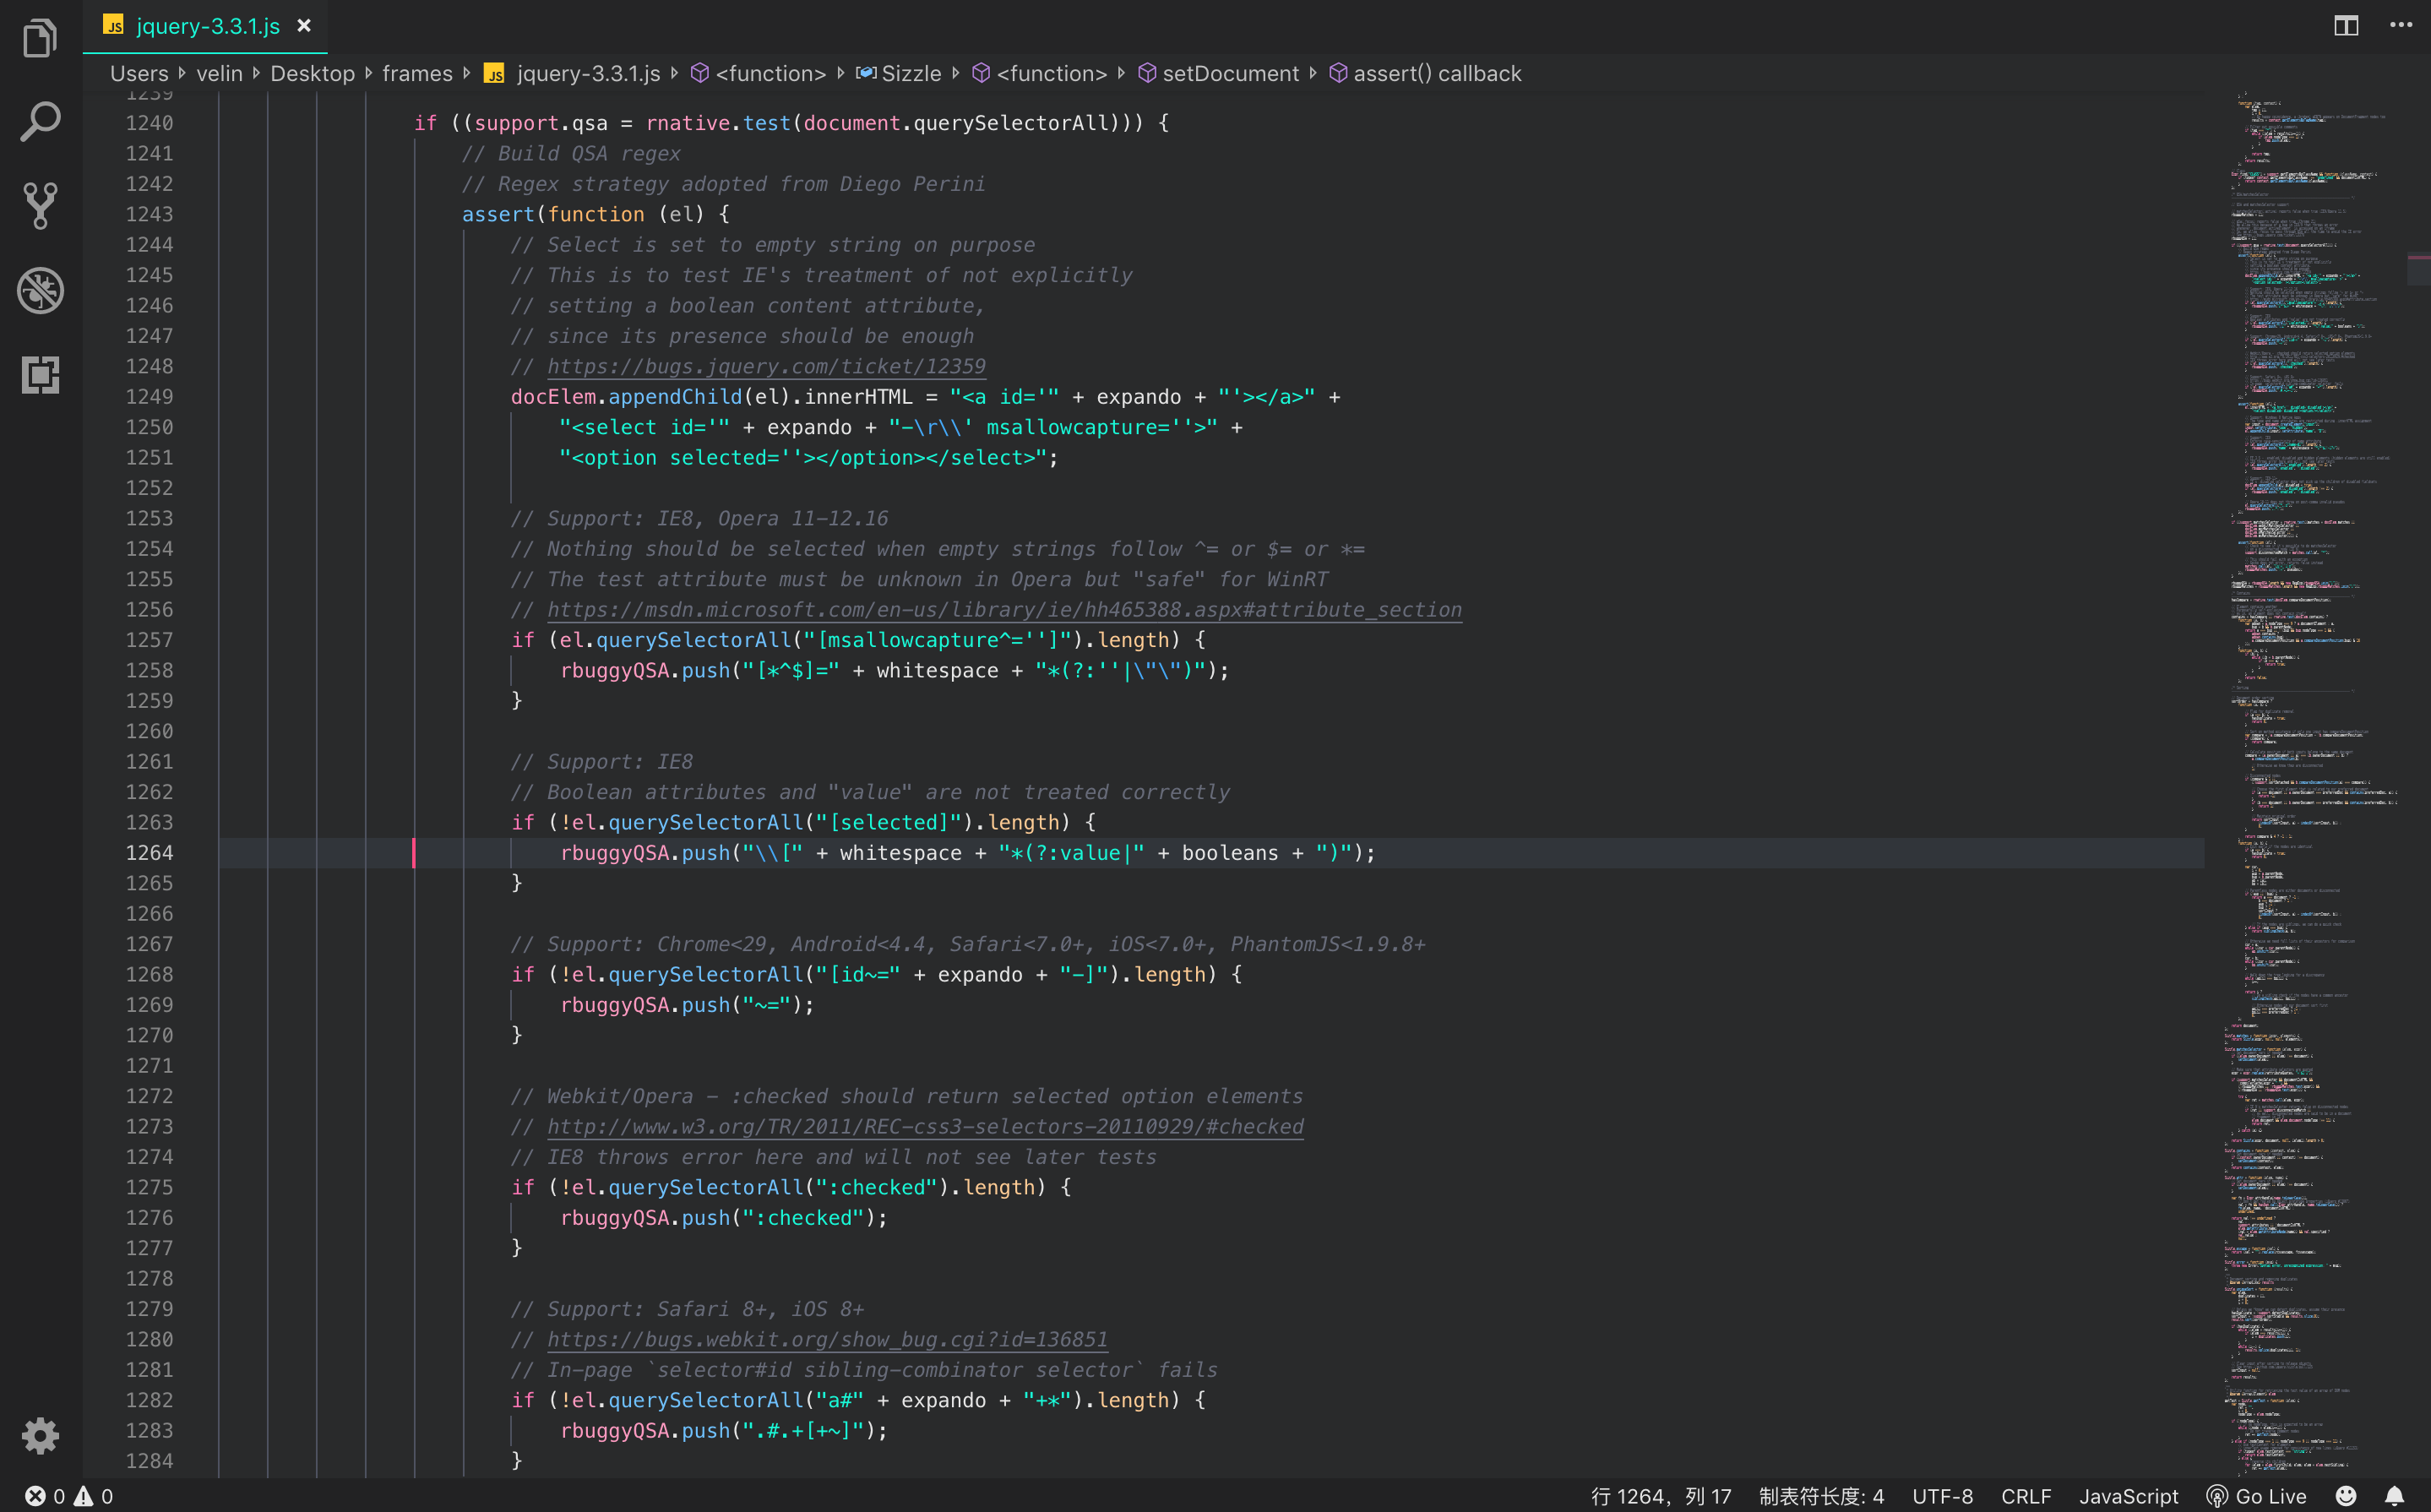 JS jquery-3.3.1.js ×
Users velin Desktop frames JS jquery-3.3.1.js <function> Sizzle <function> setDocument assert() callback
1239
1240 if ((support.qsa = rnative.test(document.querySelectorAll))) {
1241 // Build QSA regex
1242 // Regex strategy adopted from Diego Perini
1243 assert(function (el) {
1244 // Select is set to empty string on purpose
1245 // This is to test IE's treatment of not explicitly
1246 // setting a boolean content attribute,
1247 // since its presence should be enough
1248 // https://bugs.jquery.com/ticket/12359
1249 docElem.appendChild(el).innerHTML = "<a id='" + expando + "'></a>" +
1250 "<select id='" + expando + "-\r\\' msallowcapture=''>" +
1251 "<option selected=''></option></select>";
1252
1253 // Support: IE8, Opera 11-12.16
1254 // Nothing should be selected when empty strings follow ^= or $= or *=
1255 // The test attribute must be unknown in Opera but "safe" for WinRT
1256 // https://msdn.microsoft.com/en-us/library/ie/hh465388.aspx#attribute_section
1257 if (el.querySelectorAll("[msallowcapture^='']").length) {
1258 rbuggyQSA.push("[*^$]=" + whitespace + "*(?:''|\"\")");
1259 }
1260
1261 // Support: IE8
1262 // Boolean attributes and "value" are not treated correctly
1263 if (!el.querySelectorAll("[selected]").length) {
1264 rbuggyQSA.push("\\[" + whitespace + "*(?:value|" + booleans + ")");
1265 }
1266
1267 // Support: Chrome<29, Android<4.4, Safari<7.0+, iOS<7.0+, PhantomJS<1.9.8+
1268 if (!el.querySelectorAll("[id~=" + expando + "-]").length) {
1269 rbuggyQSA.push("~=");
1270 }
1271
1272 // Webkit/Opera - :checked should return selected option elements
1273 // http://www.w3.org/TR/2011/REC-css3-selectors-20110929/#checked
1274 // IE8 throws error here and will not see later tests
1275 if (!el.querySelectorAll(":checked").length) {
1276 rbuggyQSA.push(":checked");
1277 }
1278
1279 // Support: Safari 8+, iOS 8+
1280 // https://bugs.webkit.org/show_bug.cgi?id=136851
1281 // In-page `selector#id sibling-combinator selector` fails
1282 if (!el.querySelectorAll("a#" + expando + "+*").length) {
1283 rbuggyQSA.push(".#.+[+~]");
1284 }
0 0 行 1264，列 17 制表符长度: 4 UTF-8 CRLF JavaScript Go Live